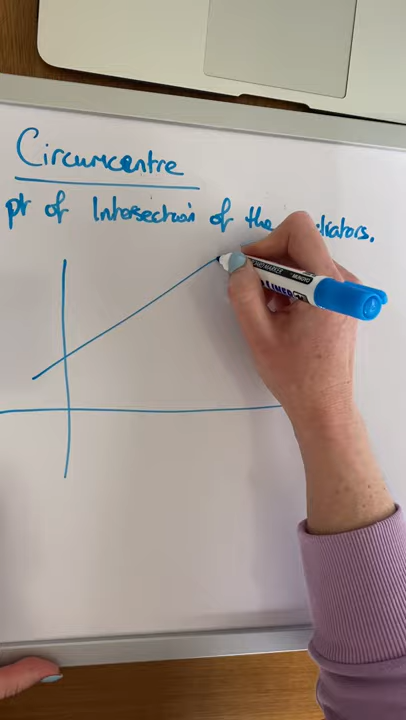 Circumcentre
pt of Intersection of the